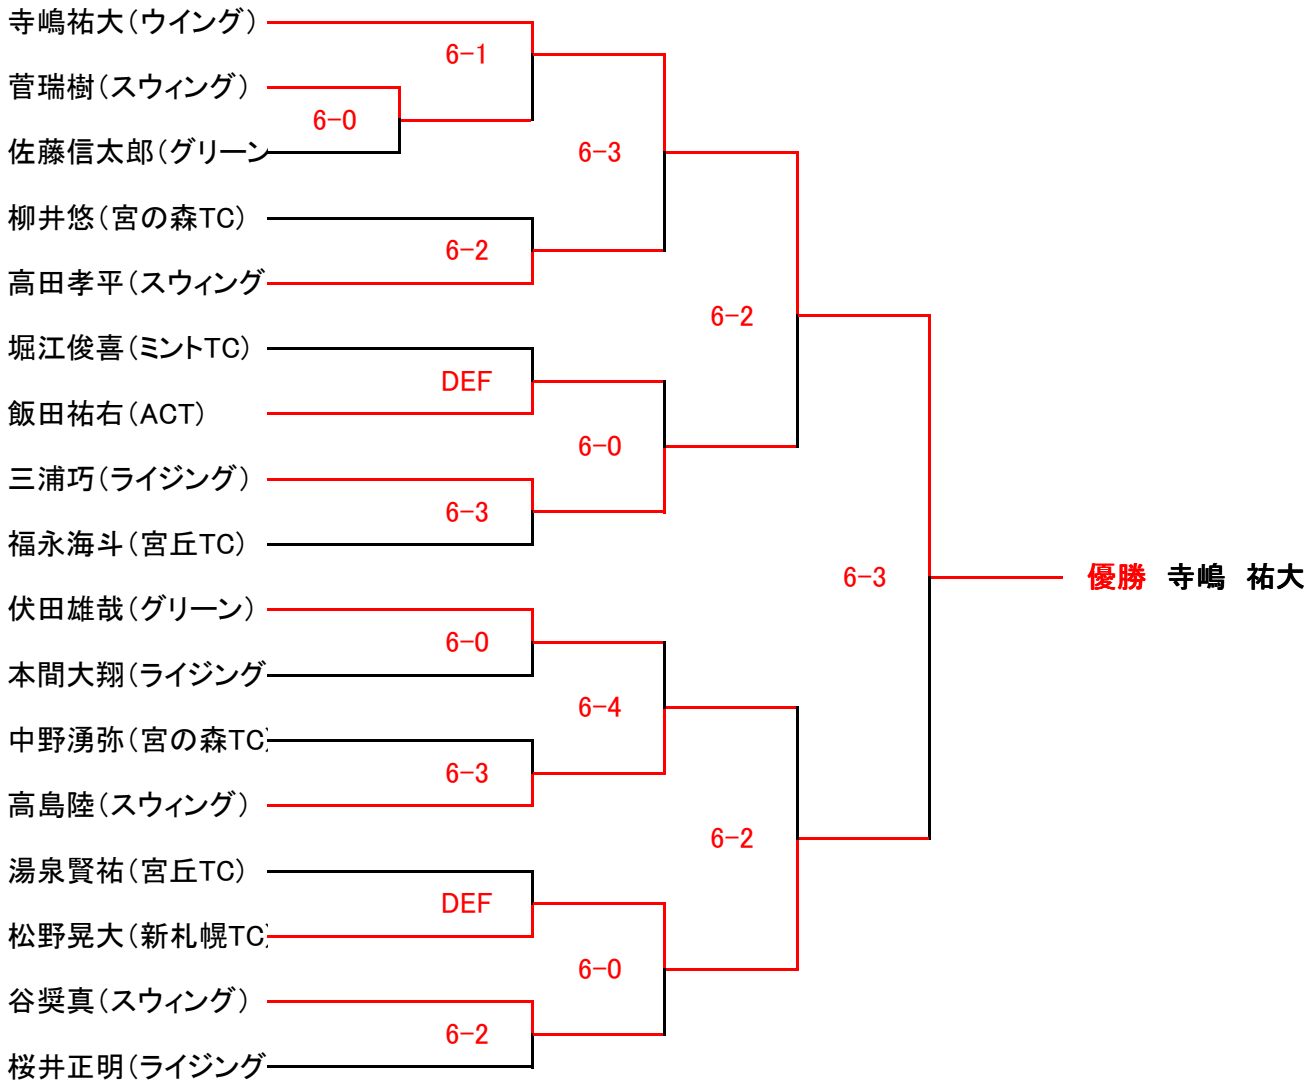 寺嶋祐大（ウイング）
6-1
菅瑞樹（スウィング）
6-0
佐藤信太郎（グリーン
6-3
柳井悠（宮の森TC）
6-2
高田孝平（スウィング
6-2
堀江俊喜（ミントTC）
DEF
飯田祐右（ACT）
6-0
三浦巧（ライジング）
6-3
福永海斗（宮丘TC）
6-3
優勝　寺嶋　祐大
伏田雄哉（グリーン）
6-0
本間大翔（ライジング
6-4
中野湧弥（宮の森TC）
6-3
高島陸（スウィング）
6-2
湯泉賢祐（宮丘TC）
DEF
松野晃大（新札幌TC）
6-0
谷奨真（スウィング）
6-2
桜井正明（ライジング